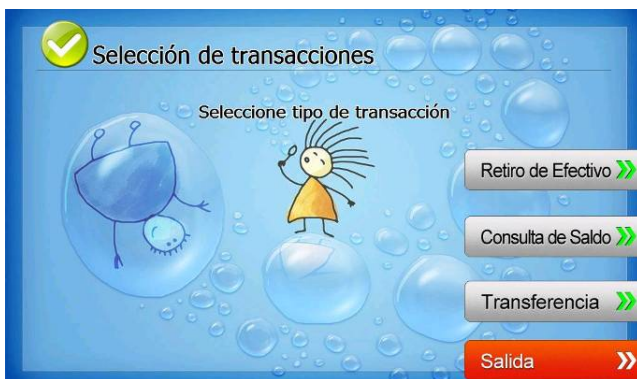 Selección de transacciones
Seleccione tipo de transacción
Retiro de Efectivo
Consulta de Saldo
Transferencia
Salida